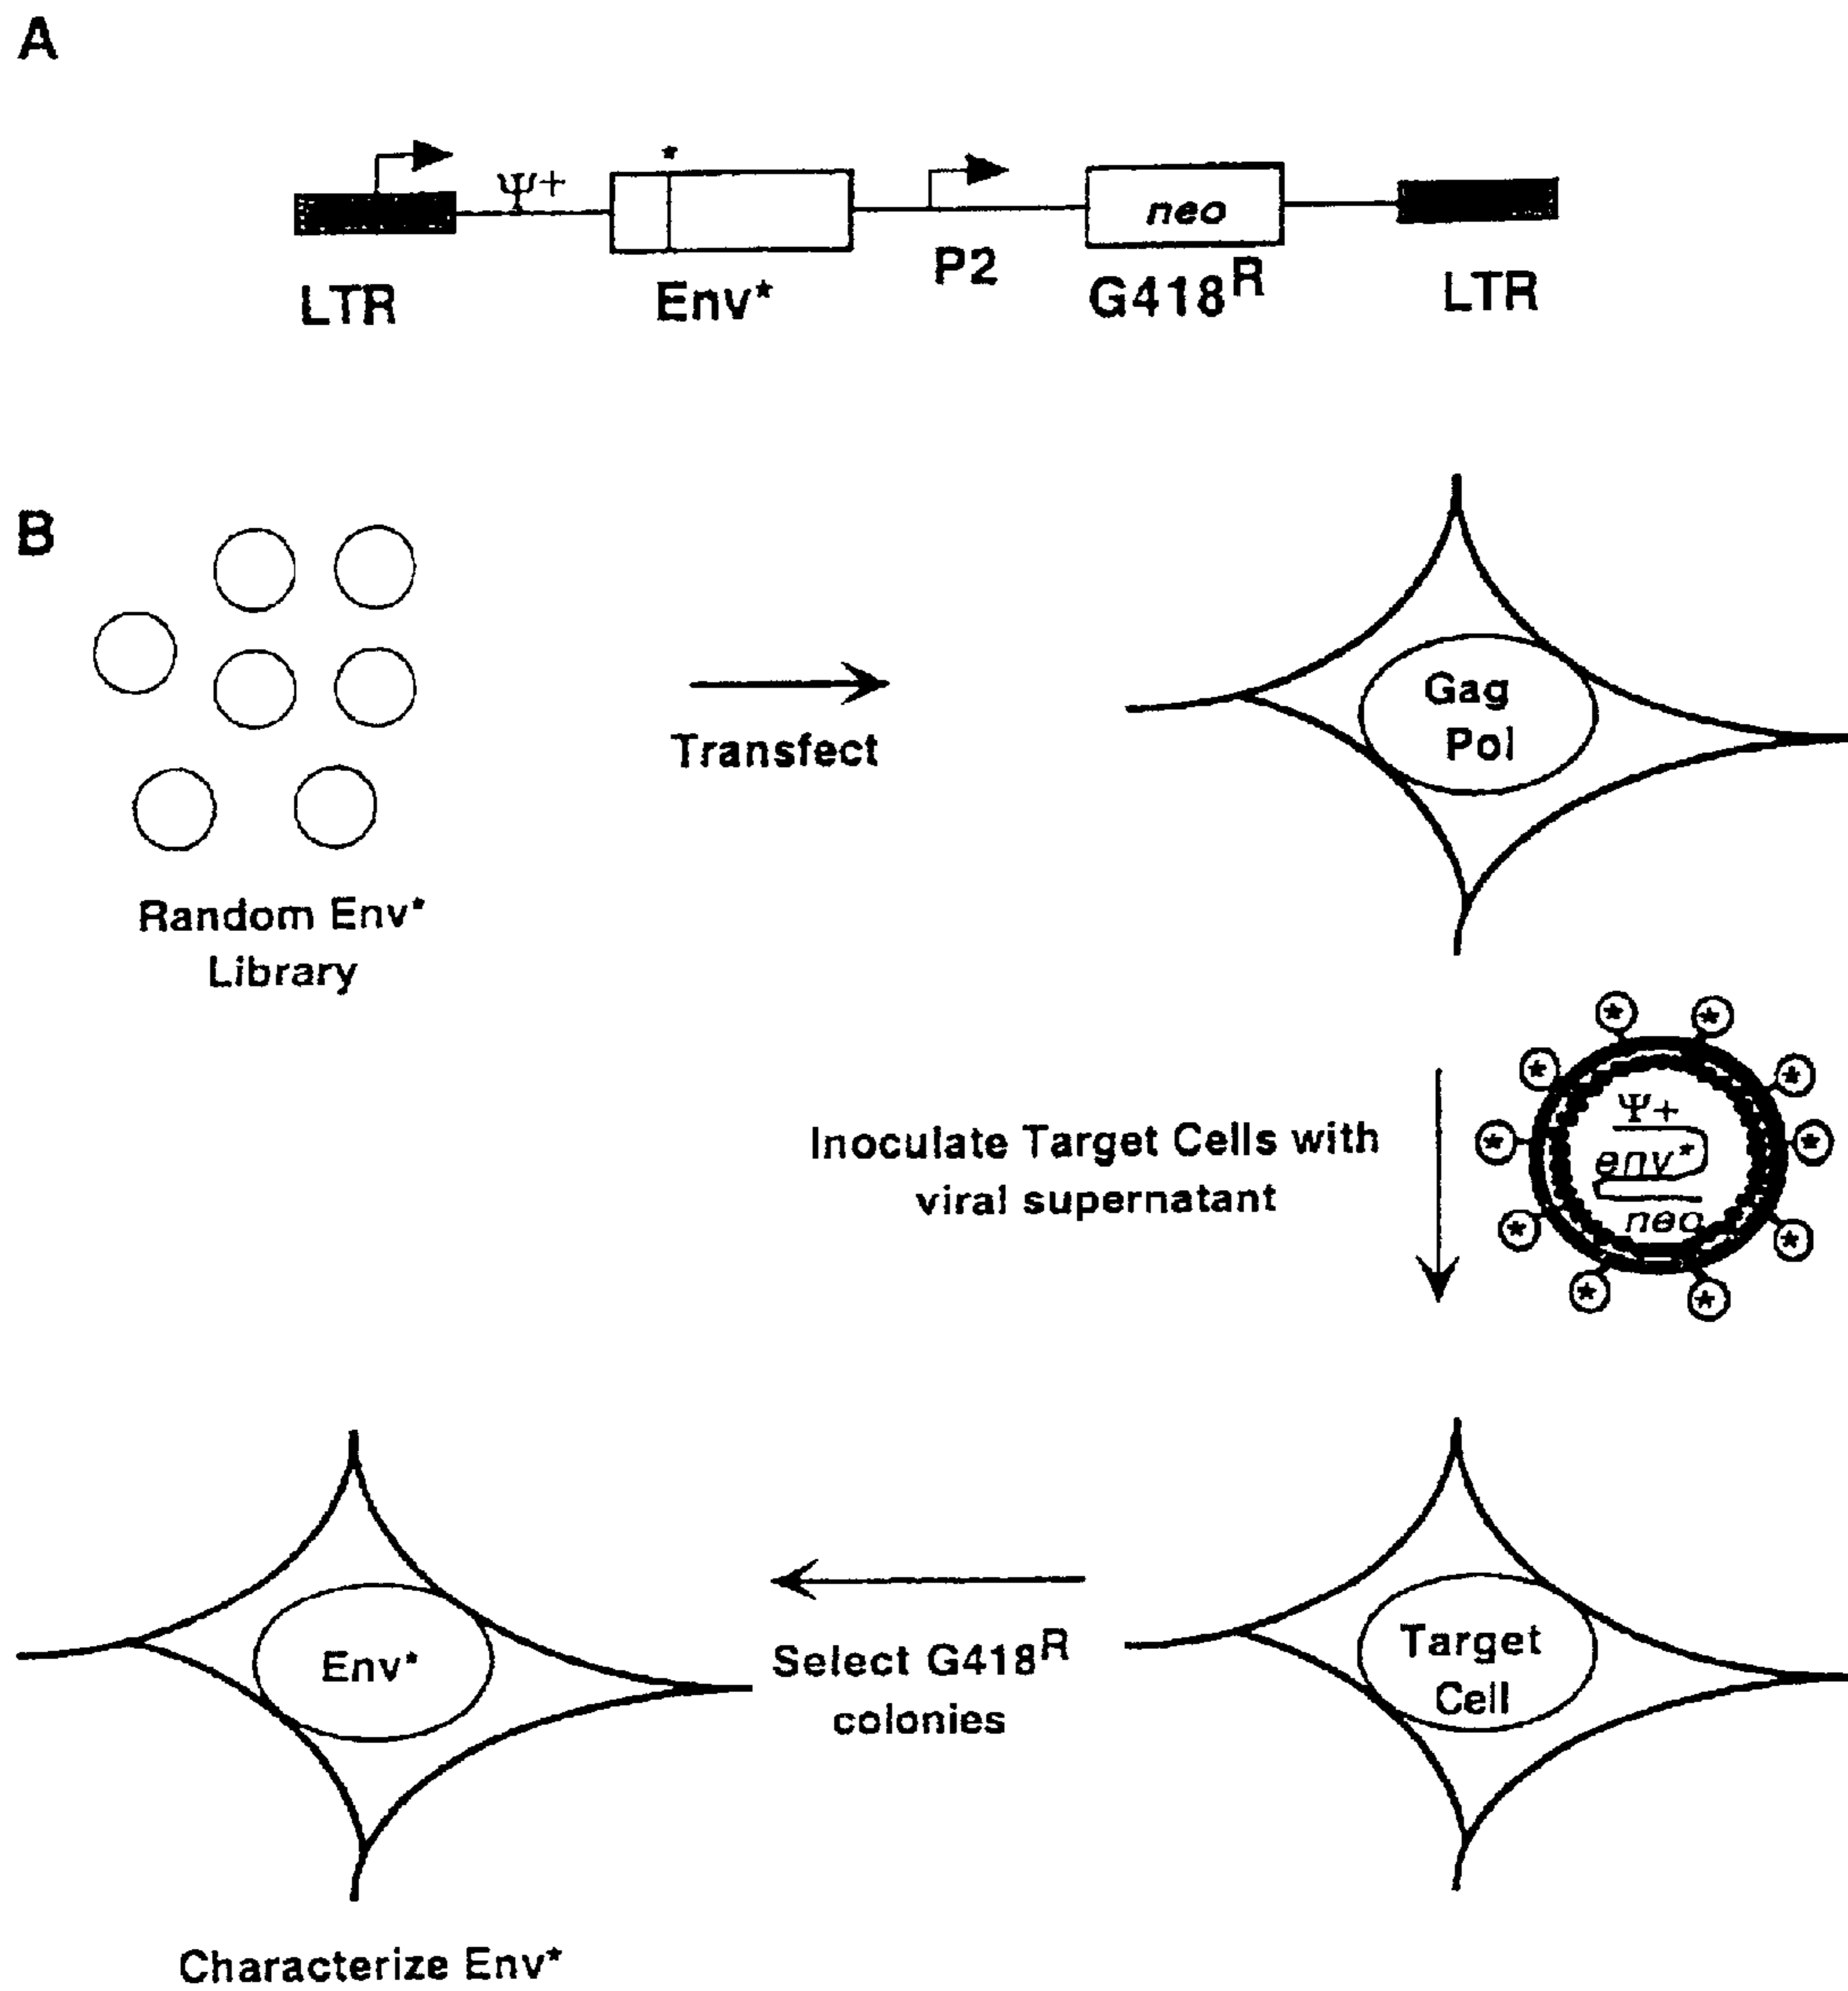 A
*
Ψ+
neo
LTR
Env*
P2
G418ᴿ
LTR
B
Gag
Pol
Transfect
Random Env*
Library
Inoculate Target Cells with
viral supernatant
* * * * * * * * * *
Ψ+
env*
neo
Env*
Select G418ᴿ
colonies
Target
Cell
Characterize Env*